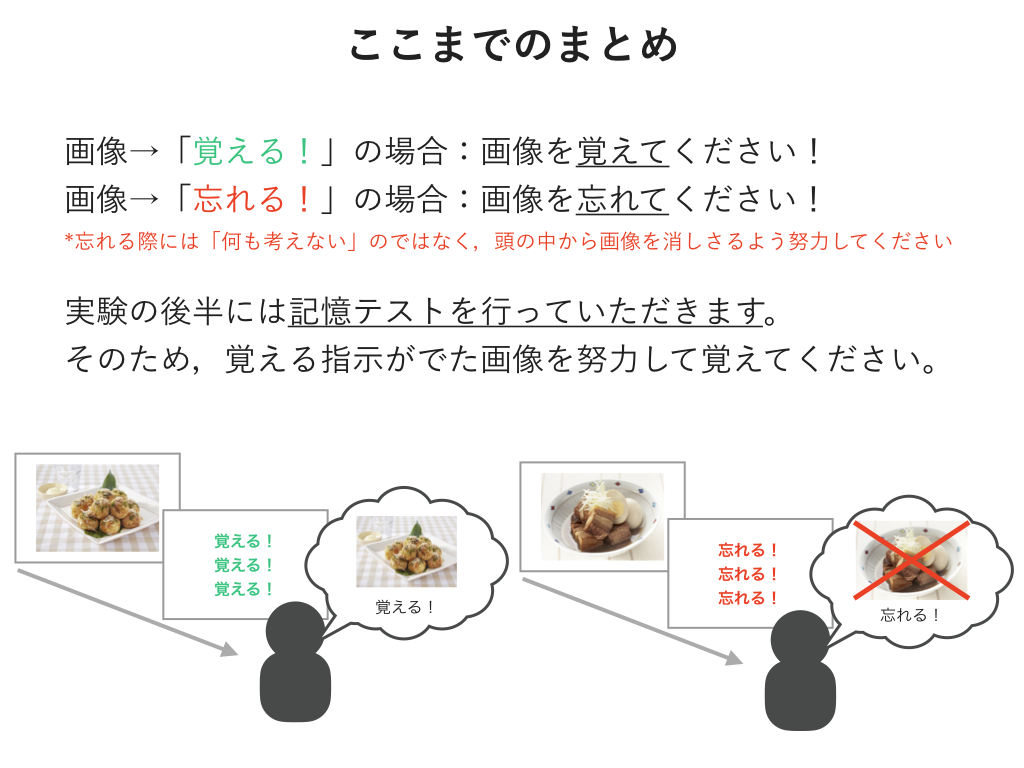 ここまでのまとめ
画像→「覚える！」の場合：画像を覚えてください！
画像→「忘れる！」の場合：画像を忘れてください！
*忘れる際には「何も考えない」のではなく，頭の中から画像を消しさるよう努力してください
実験の後半には記憶テストを行っていただきます。
そのため，覚える指示がでた画像を努力して覚えてください。
覚える！
覚える！
覚える！
覚える！
忘れる！
忘れる！
忘れる！
忘れる！